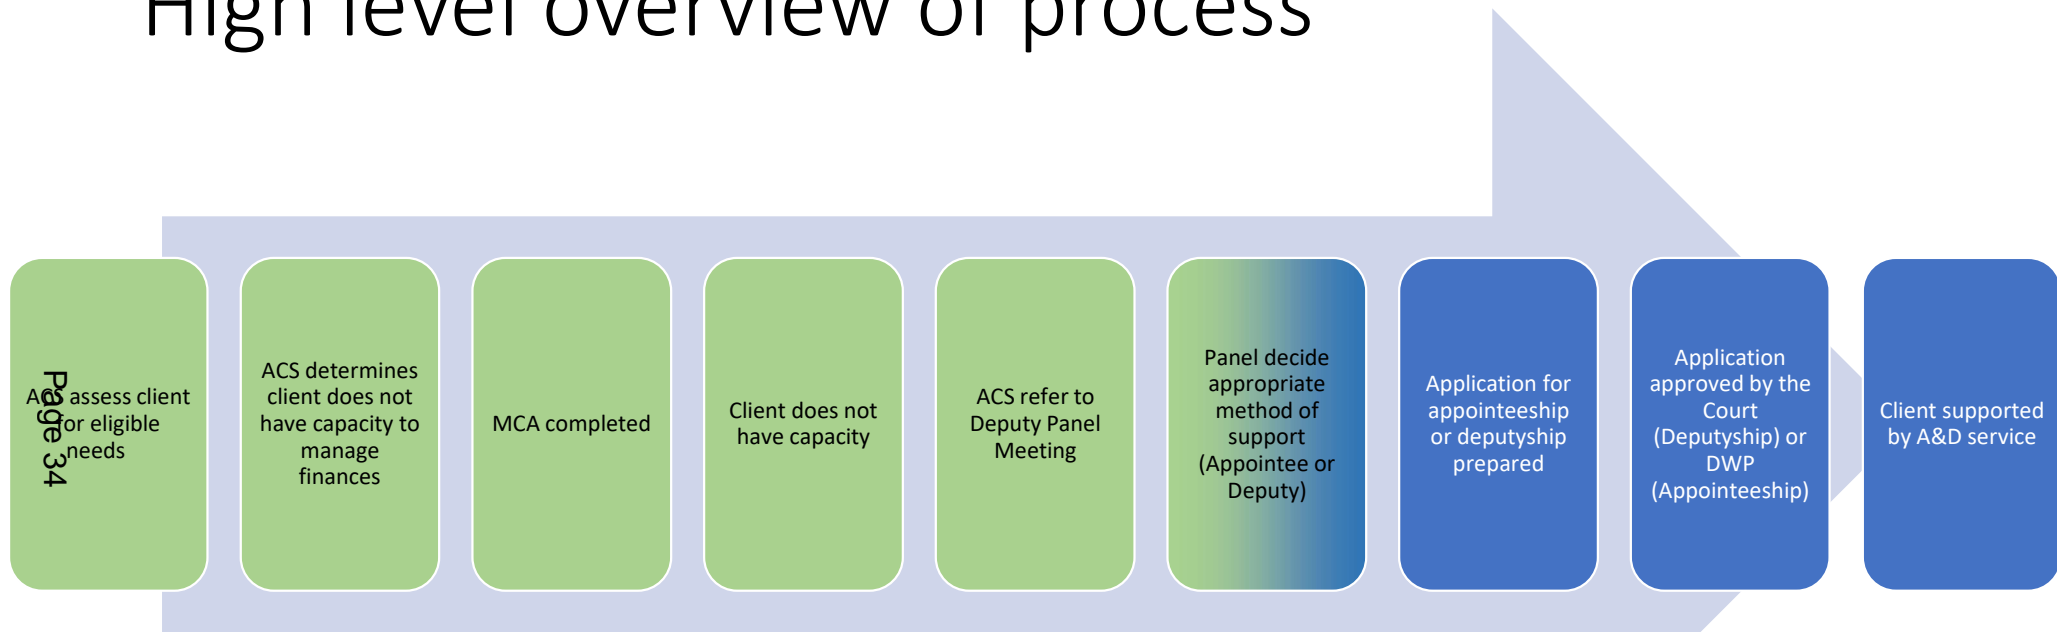 High level overview of process
Page 34
ACS assess client
for eligible
needs
ACS determines
client does not
have capacity to
manage
finances
MCA completed
Client does not
have capacity
ACS refer to
Deputy Panel
Meeting
Panel decide
appropriate
method of
support
(Appointee or
Deputy)
Application for
appointeeship
or deputyship
prepared
Application
approved by the
Court
(Deputyship) or
DWP
(Appointeeship)
Client supported
by A&D service